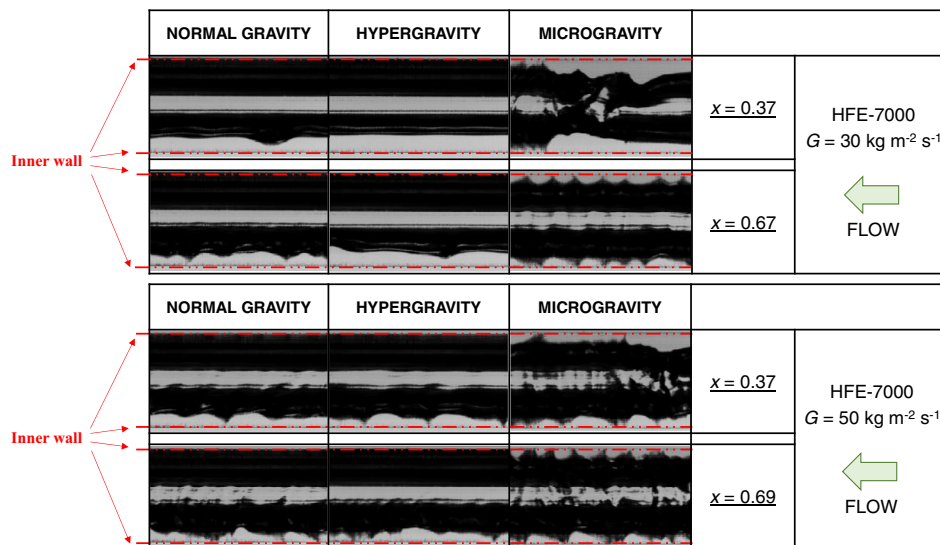 NORMAL GRAVITY HYPERGRAVITY MICROGRAVITY
Inner wall
x = 0.37
x = 0.67
HFE-7000
G = 30 kg m⁻² s⁻¹
FLOW
NORMAL GRAVITY HYPERGRAVITY MICROGRAVITY
Inner wall
x = 0.37
x = 0.69
HFE-7000
G = 50 kg m⁻² s⁻¹
FLOW